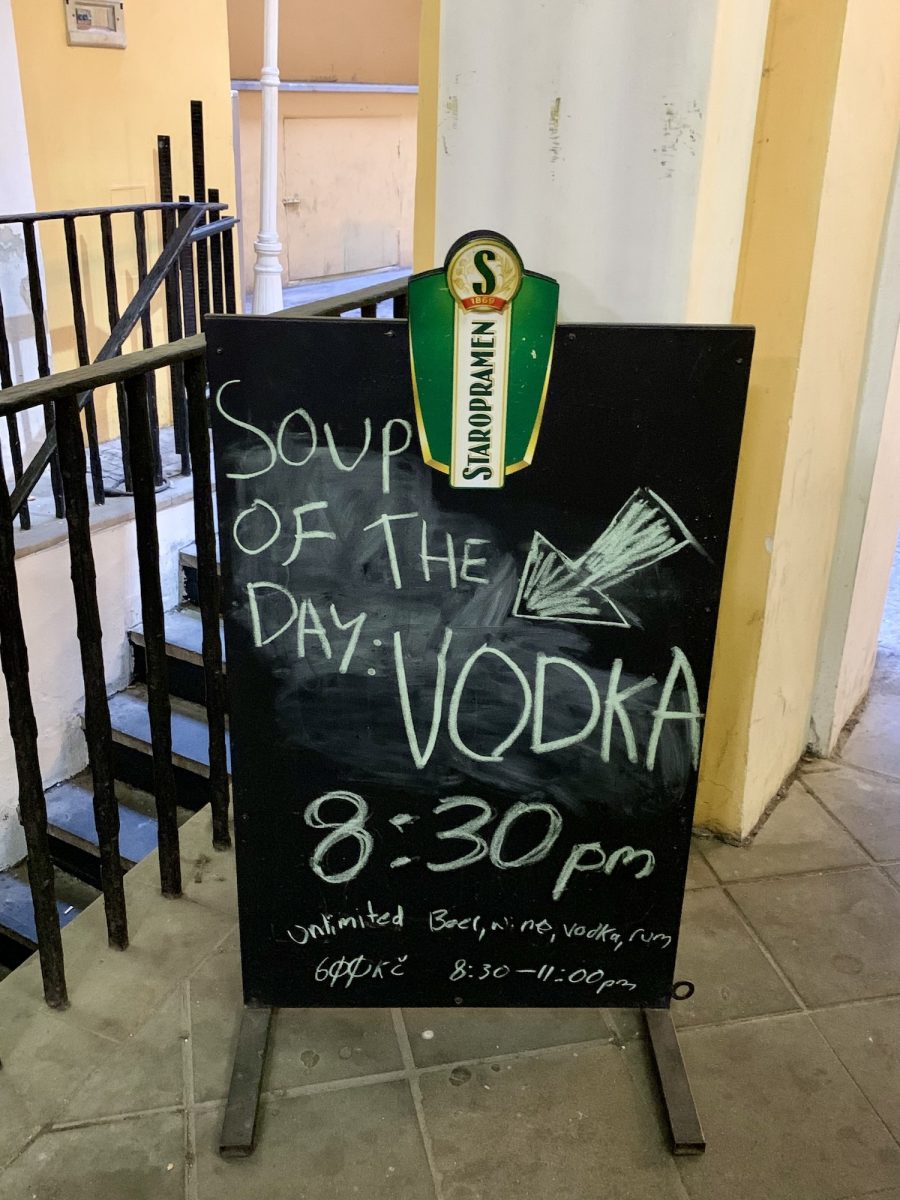 S
1869
STAROPRAMEN
SOUP
OF THE
DAY: VODKA
8:30 pm
unlimited Beer, wine, vodka, rum
600Kč 8:30-11:00pm